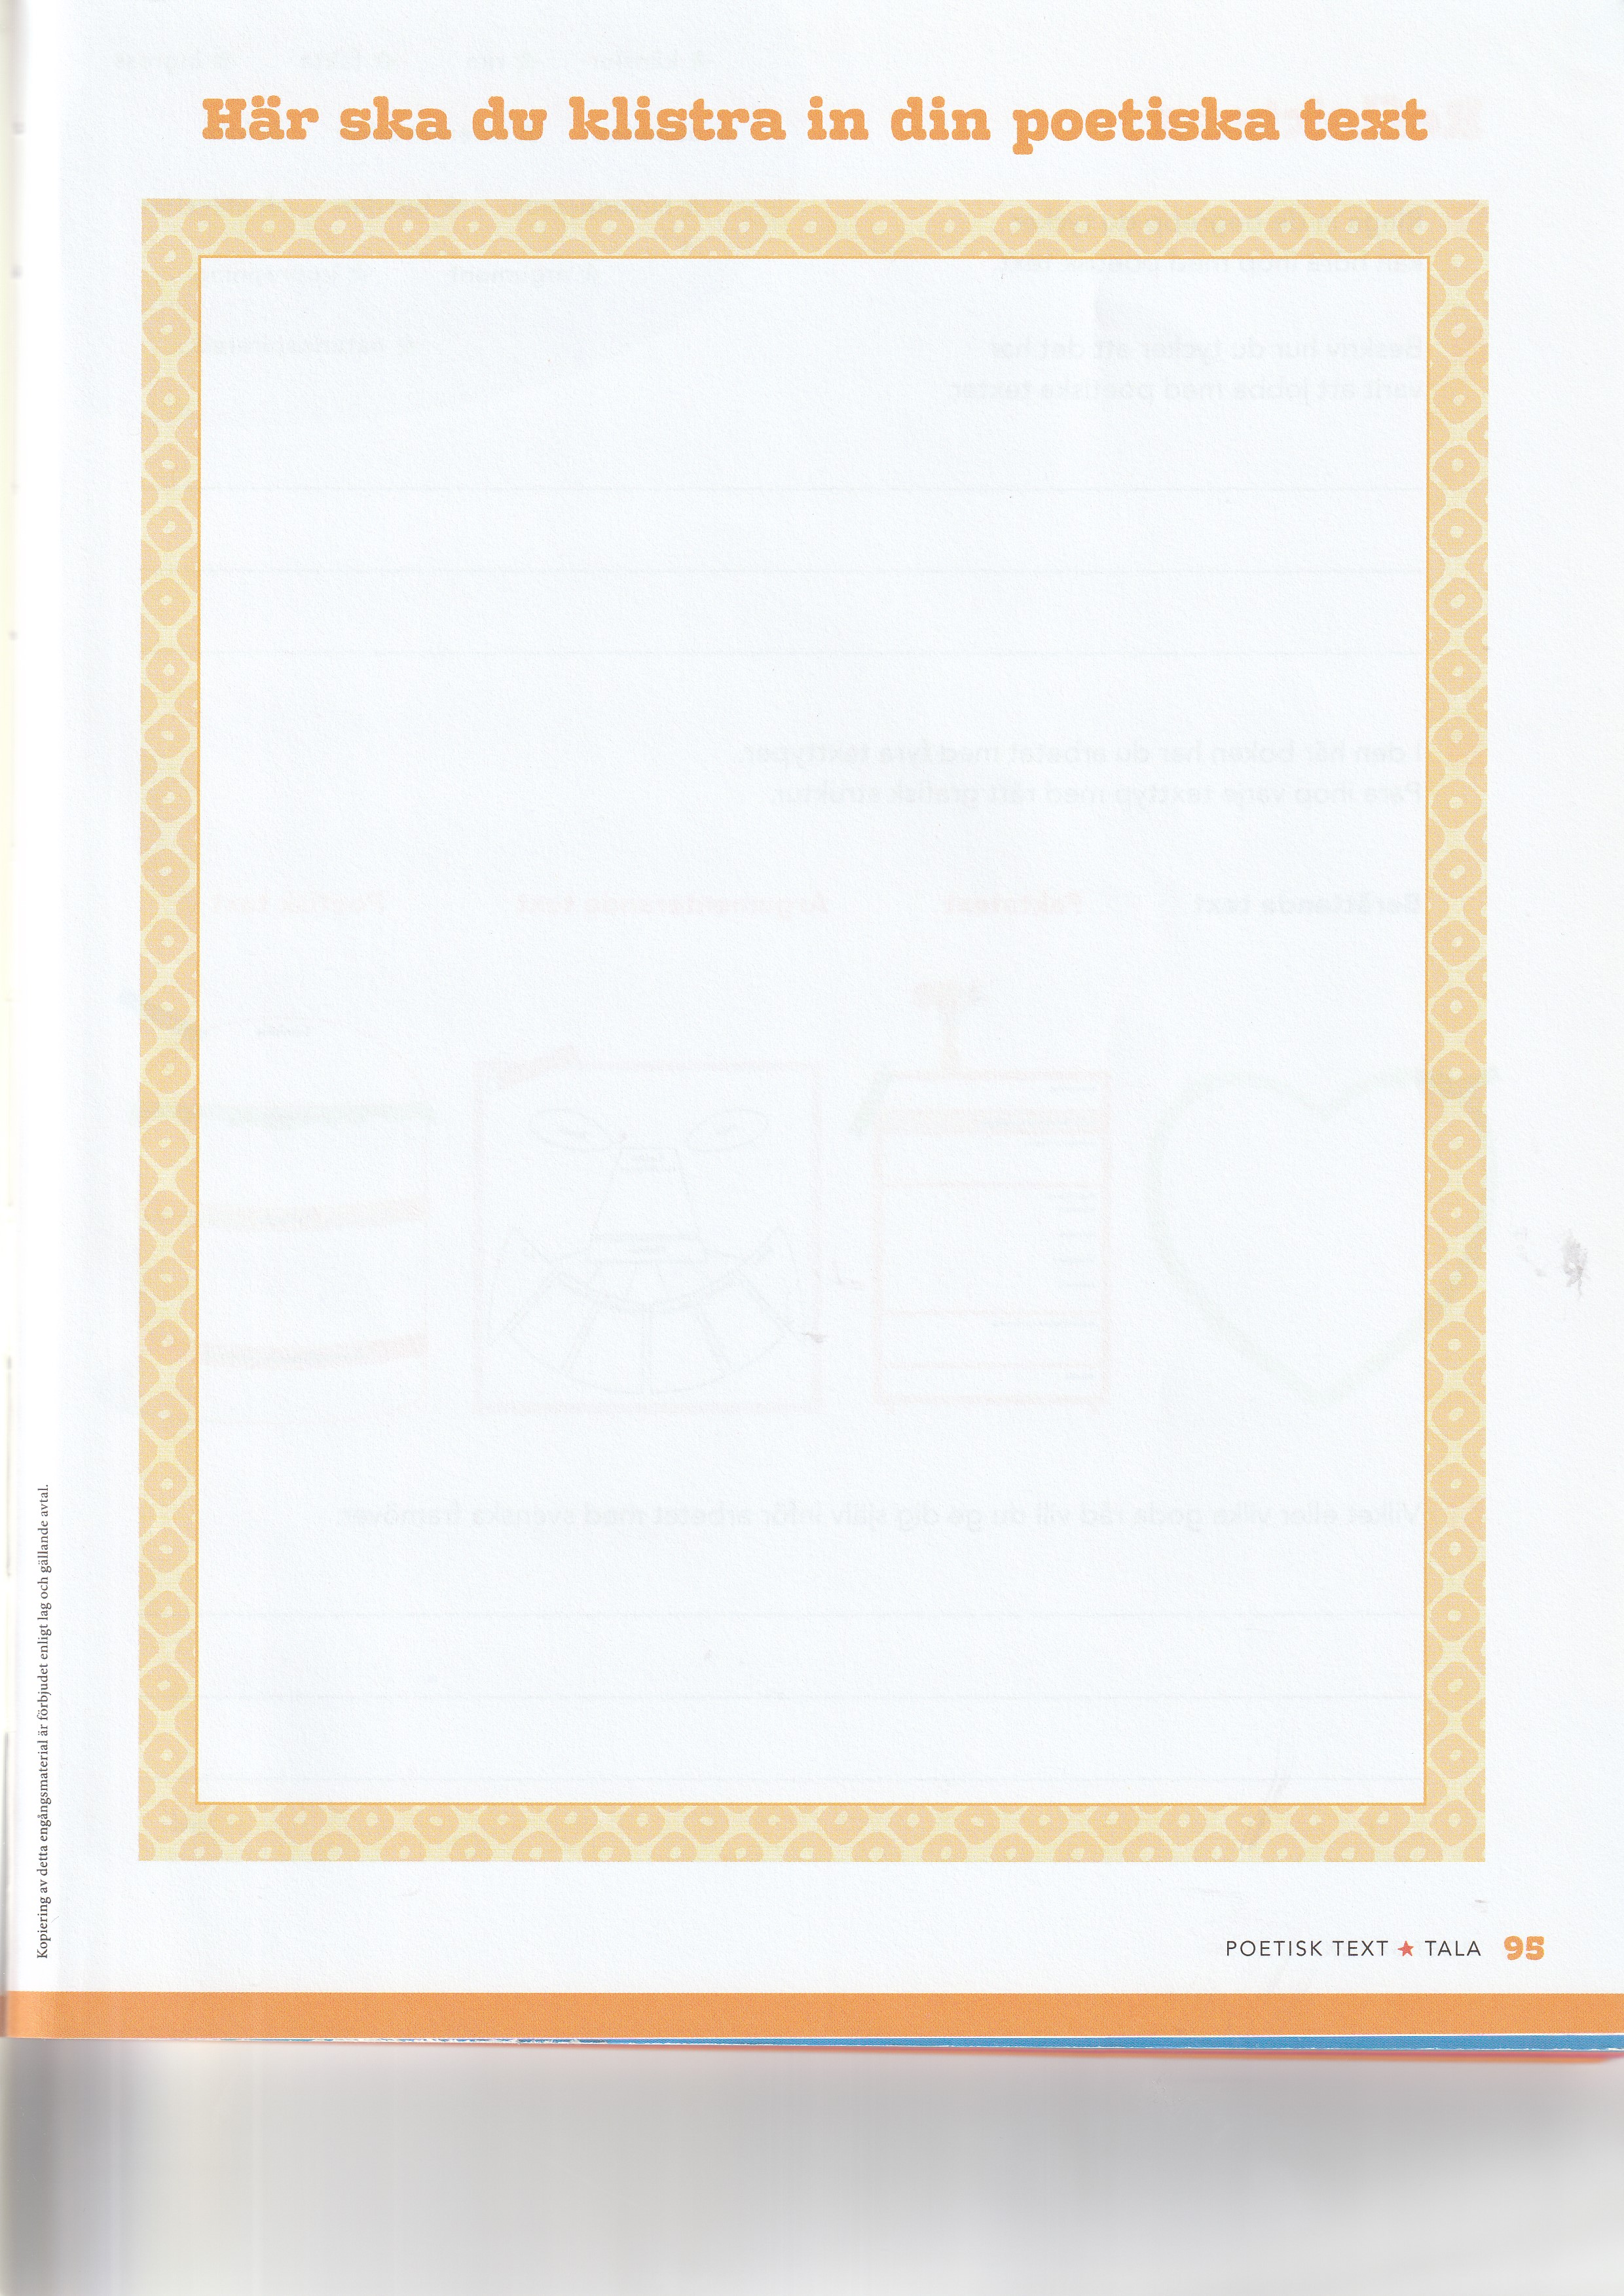 Här ska du klistra in din poetiska text
Kopiering av detta engångsmaterial är förbjudet enligt lag och gällande avtal.
POETISK TEXT ★ TALA 95